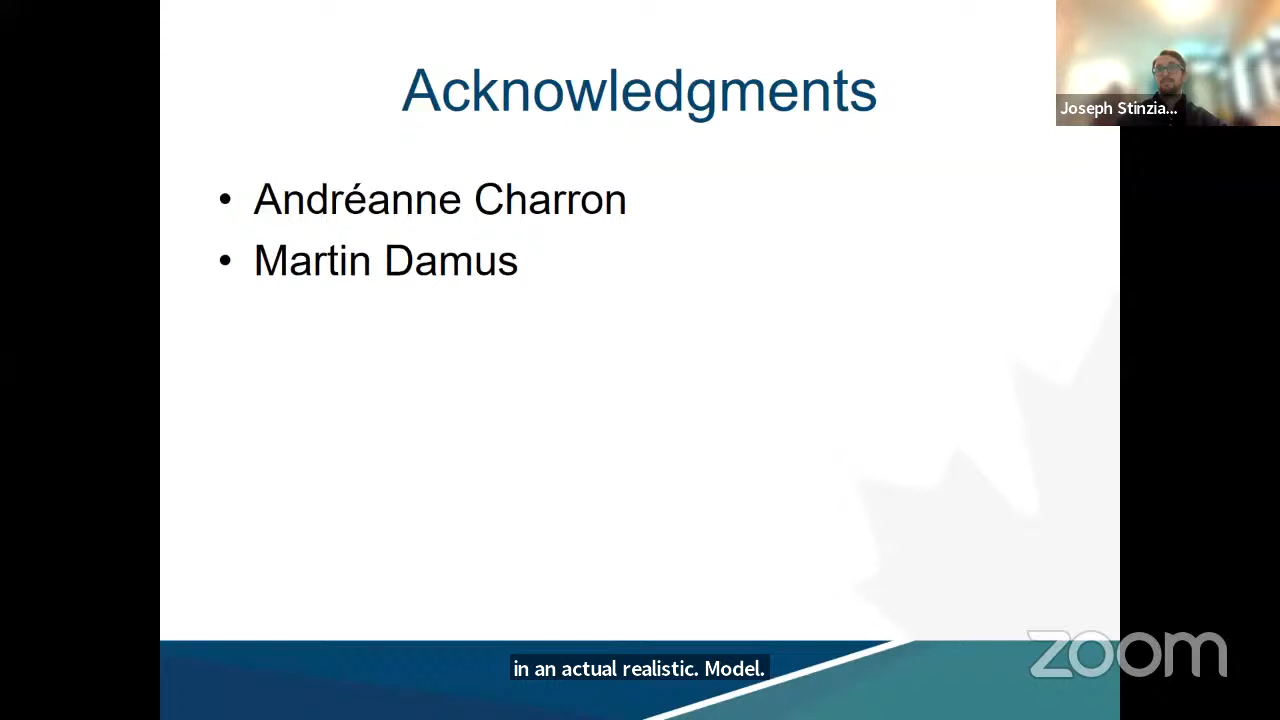 Acknowledgments
Joseph Stinzia...
• Andréanne Charron
• Martin Damus
in an actual realistic. Model.
zoom